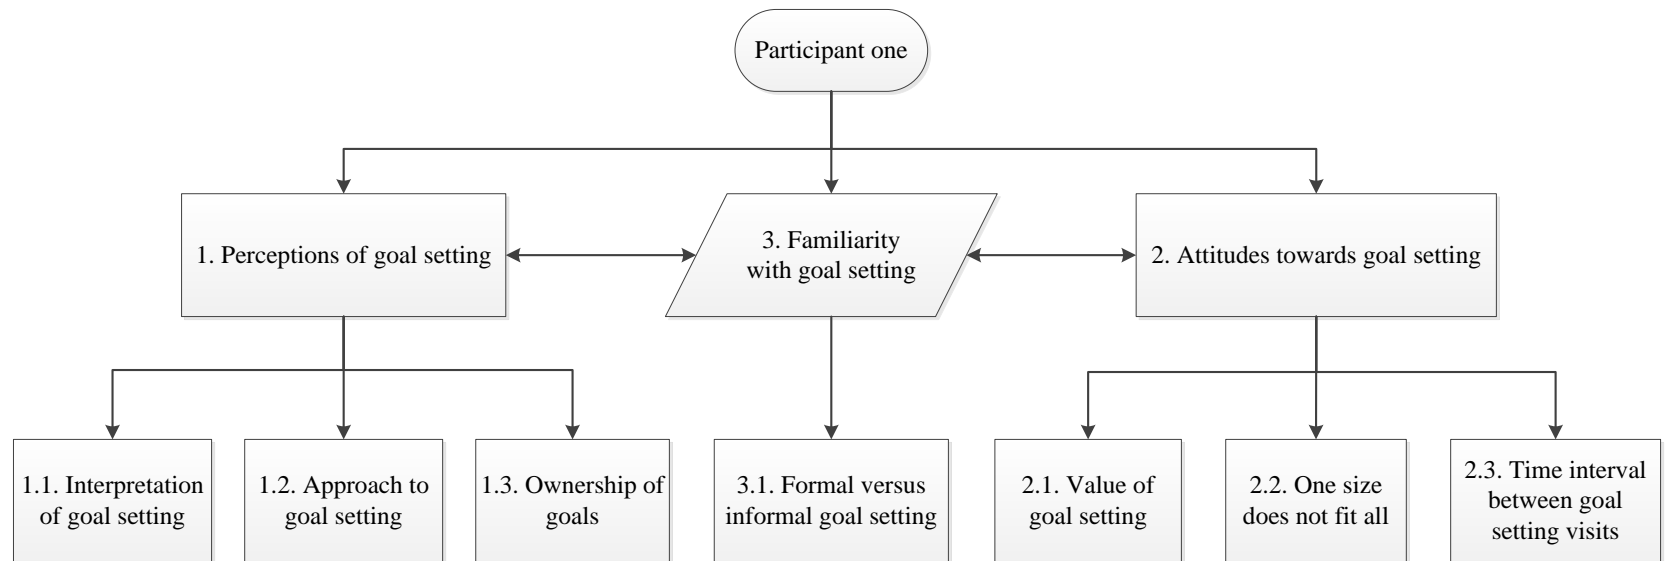 Participant one
1. Perceptions of goal setting
3. Familiarity
with goal setting
2. Attitudes towards goal setting
1.1. Interpretation
of goal setting
1.2. Approach to
goal setting
1.3. Ownership of
goals
3.1. Formal versus
informal goal setting
2.1. Value of
goal setting
2.2. One size
does not fit all
2.3. Time interval
between goal
setting visits